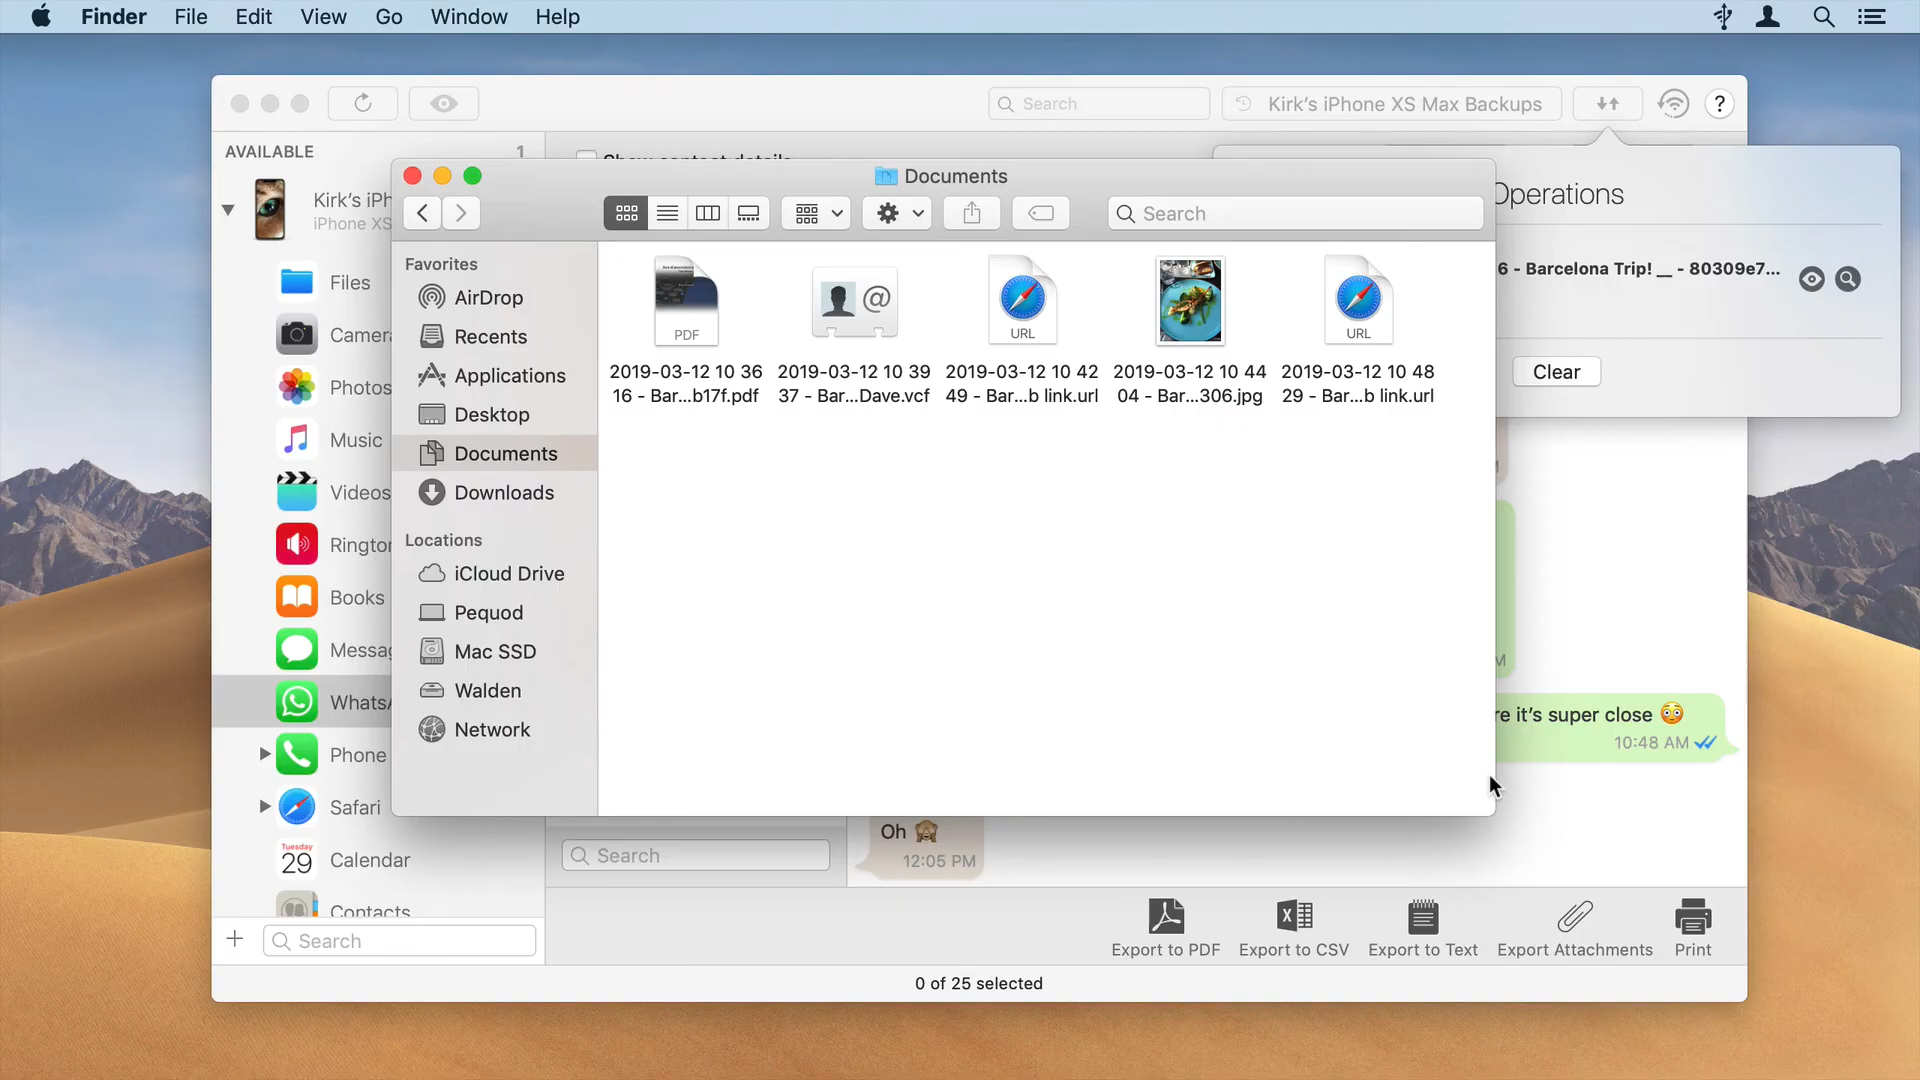 Finder File Edit View Go Window Help
Search
Kirk's iPhone XS Max Backups
?
AVAILABLE 1
Kirk's iPh
iPhone XS
Files
Camera
Photos
Music
Videos
Rington
Books
Messag
WhatsA
Phone
Safari
Tuesday
29
Calendar
Contacts
Search
Show contact details
Documents
Search
Favorites
AirDrop
Recents
Applications
Desktop
Documents
Downloads
Locations
iCloud Drive
Pequod
Mac SSD
Walden
Network
PDF
2019-03-12 10 36
16 - Bar...b17f.pdf
@
2019-03-12 10 39
37 - Bar...Dave.vcf
URL
2019-03-12 10 42
49 - Bar...b link.url
2019-03-12 10 44
04 - Bar...306.jpg
URL
2019-03-12 10 48
29 - Bar...b link.url
Operations
6 - Barcelona Trip! __ - 80309e7...
Clear
M
re it's super close 😳
10:48 AM
Search
Oh 🙈
12:05 PM
Export to PDF
Export to CSV
Export to Text
Export Attachments
Print
0 of 25 selected